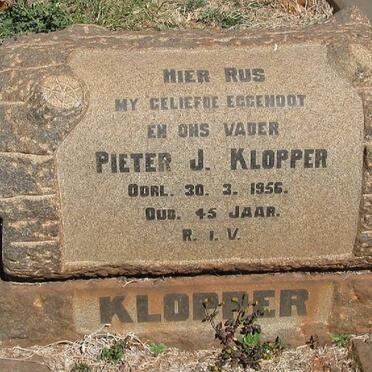 HIER RUS
MY GELIEFDE EGGENOOT
EN ONS VADER
PIETER J. KLOPPER
OORL. 30. 3. 1956.
OUD. 45 JAAR.
R. I. V.
KLOPPER